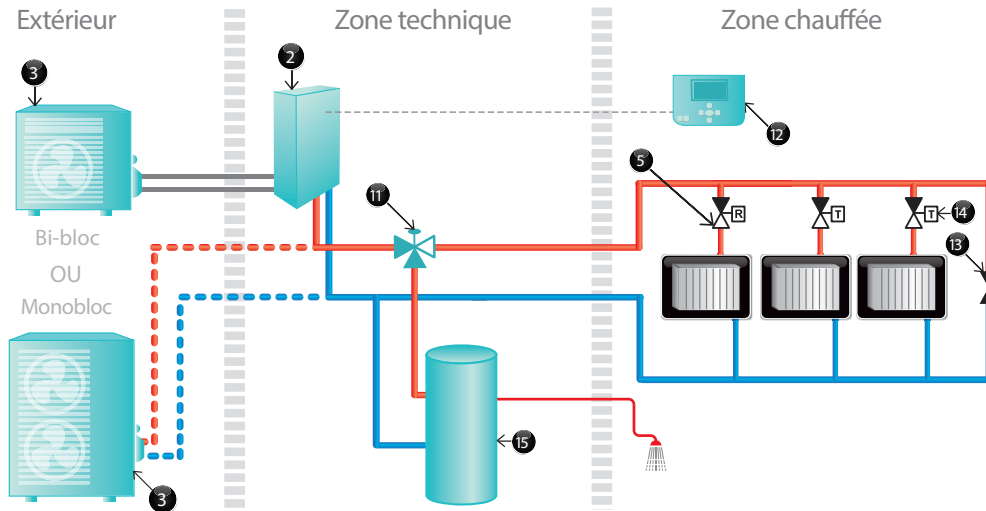 Extérieur
Zone technique
Zone chauffée
3
2
12
5
11
R
T
T
14
13
Bi-bloc
OU
Monobloc
15
3